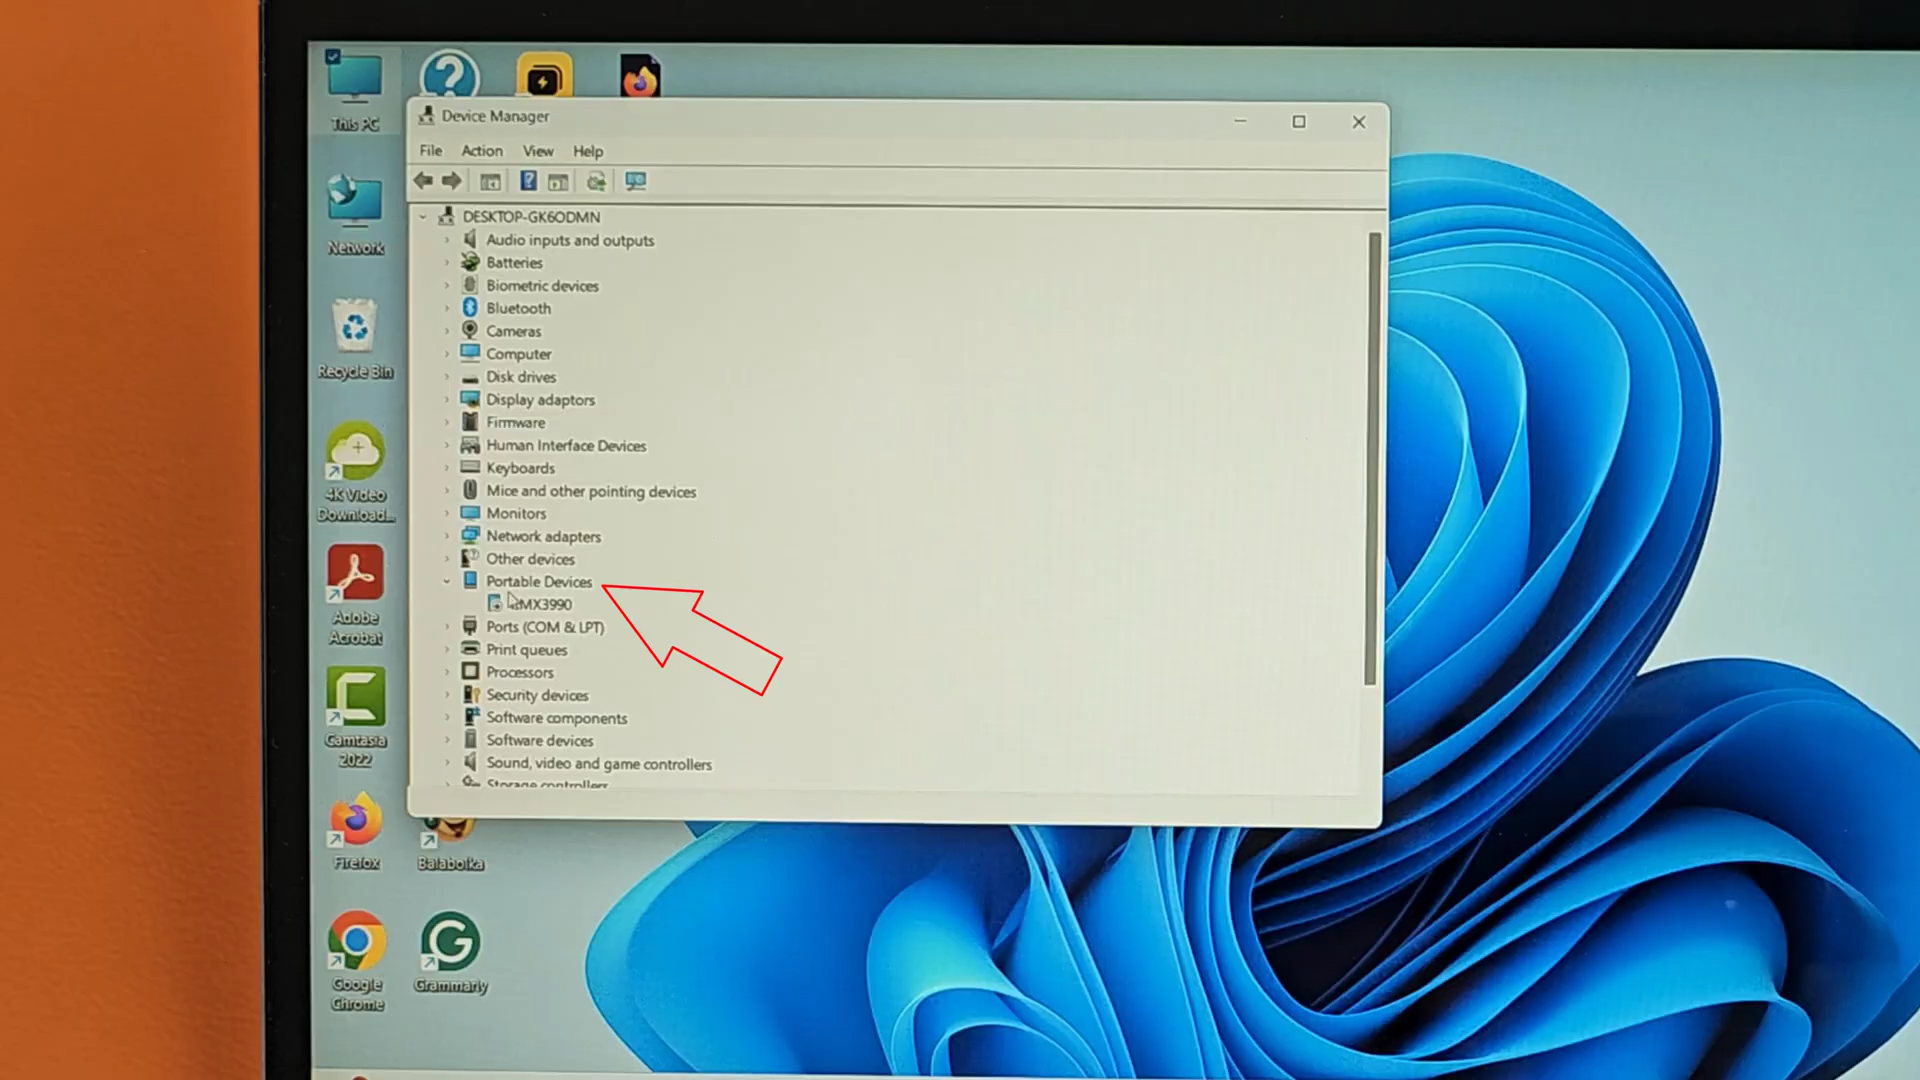 This PC
Network
Recycle Bin
4K Video
Download...
Adobe
Acrobat
Camtasia
2022
Firefox
Balabolka
Google
Chrome
Grammarly
Device Manager
File Action View Help
DESKTOP-GK6ODMN
Audio inputs and outputs
Batteries
Biometric devices
Bluetooth
Cameras
Computer
Disk drives
Display adaptors
Firmware
Human Interface Devices
Keyboards
Mice and other pointing devices
Monitors
Network adapters
Other devices
Portable Devices
MX3990
Ports (COM & LPT)
Print queues
Processors
Security devices
Software components
Software devices
Sound, video and game controllers
Storage controllers